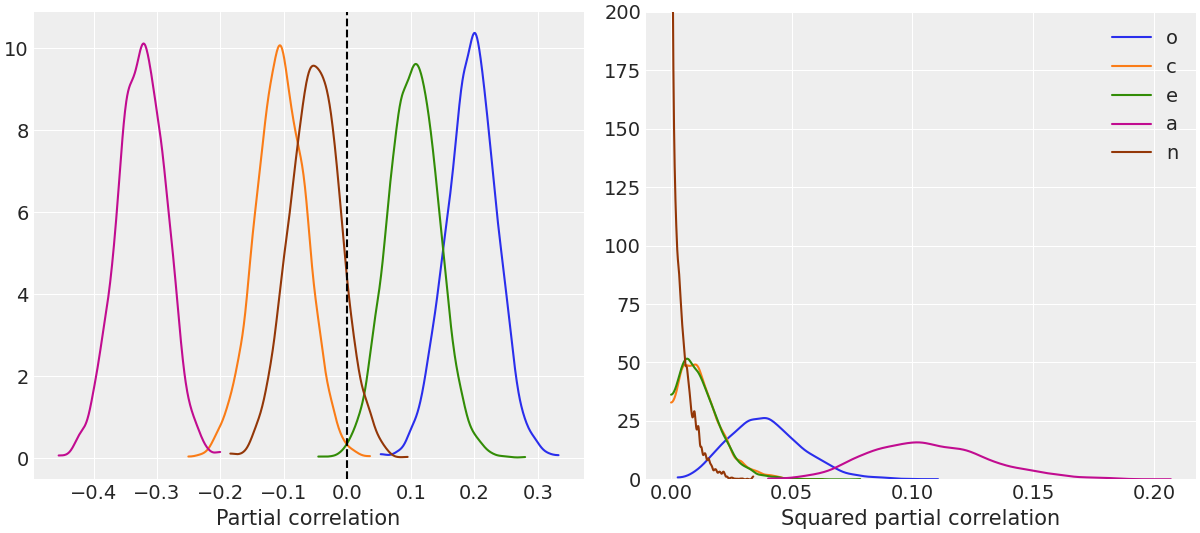 10
8
6
4
2
0
−0.4 −0.3 −0.2 −0.1 0.0 0.1 0.2 0.3
Partial correlation
200
175
150
125
100
75
50
25
0
0.00 0.05 0.10 0.15 0.20
Squared partial correlation
o
c
e
a
n